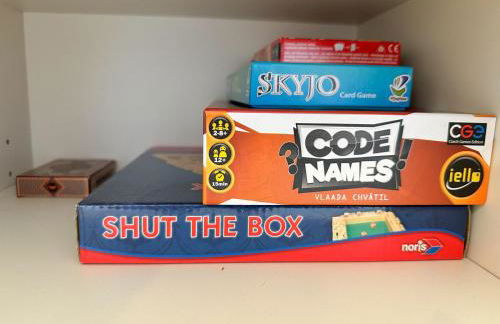 SKYJO
Card Game
CODE
NAMES
VLAADA CHVÁTIL
2-8+
12+
15min
CGE
Czech Games Edition
iello
SHUT THE BOX
noris